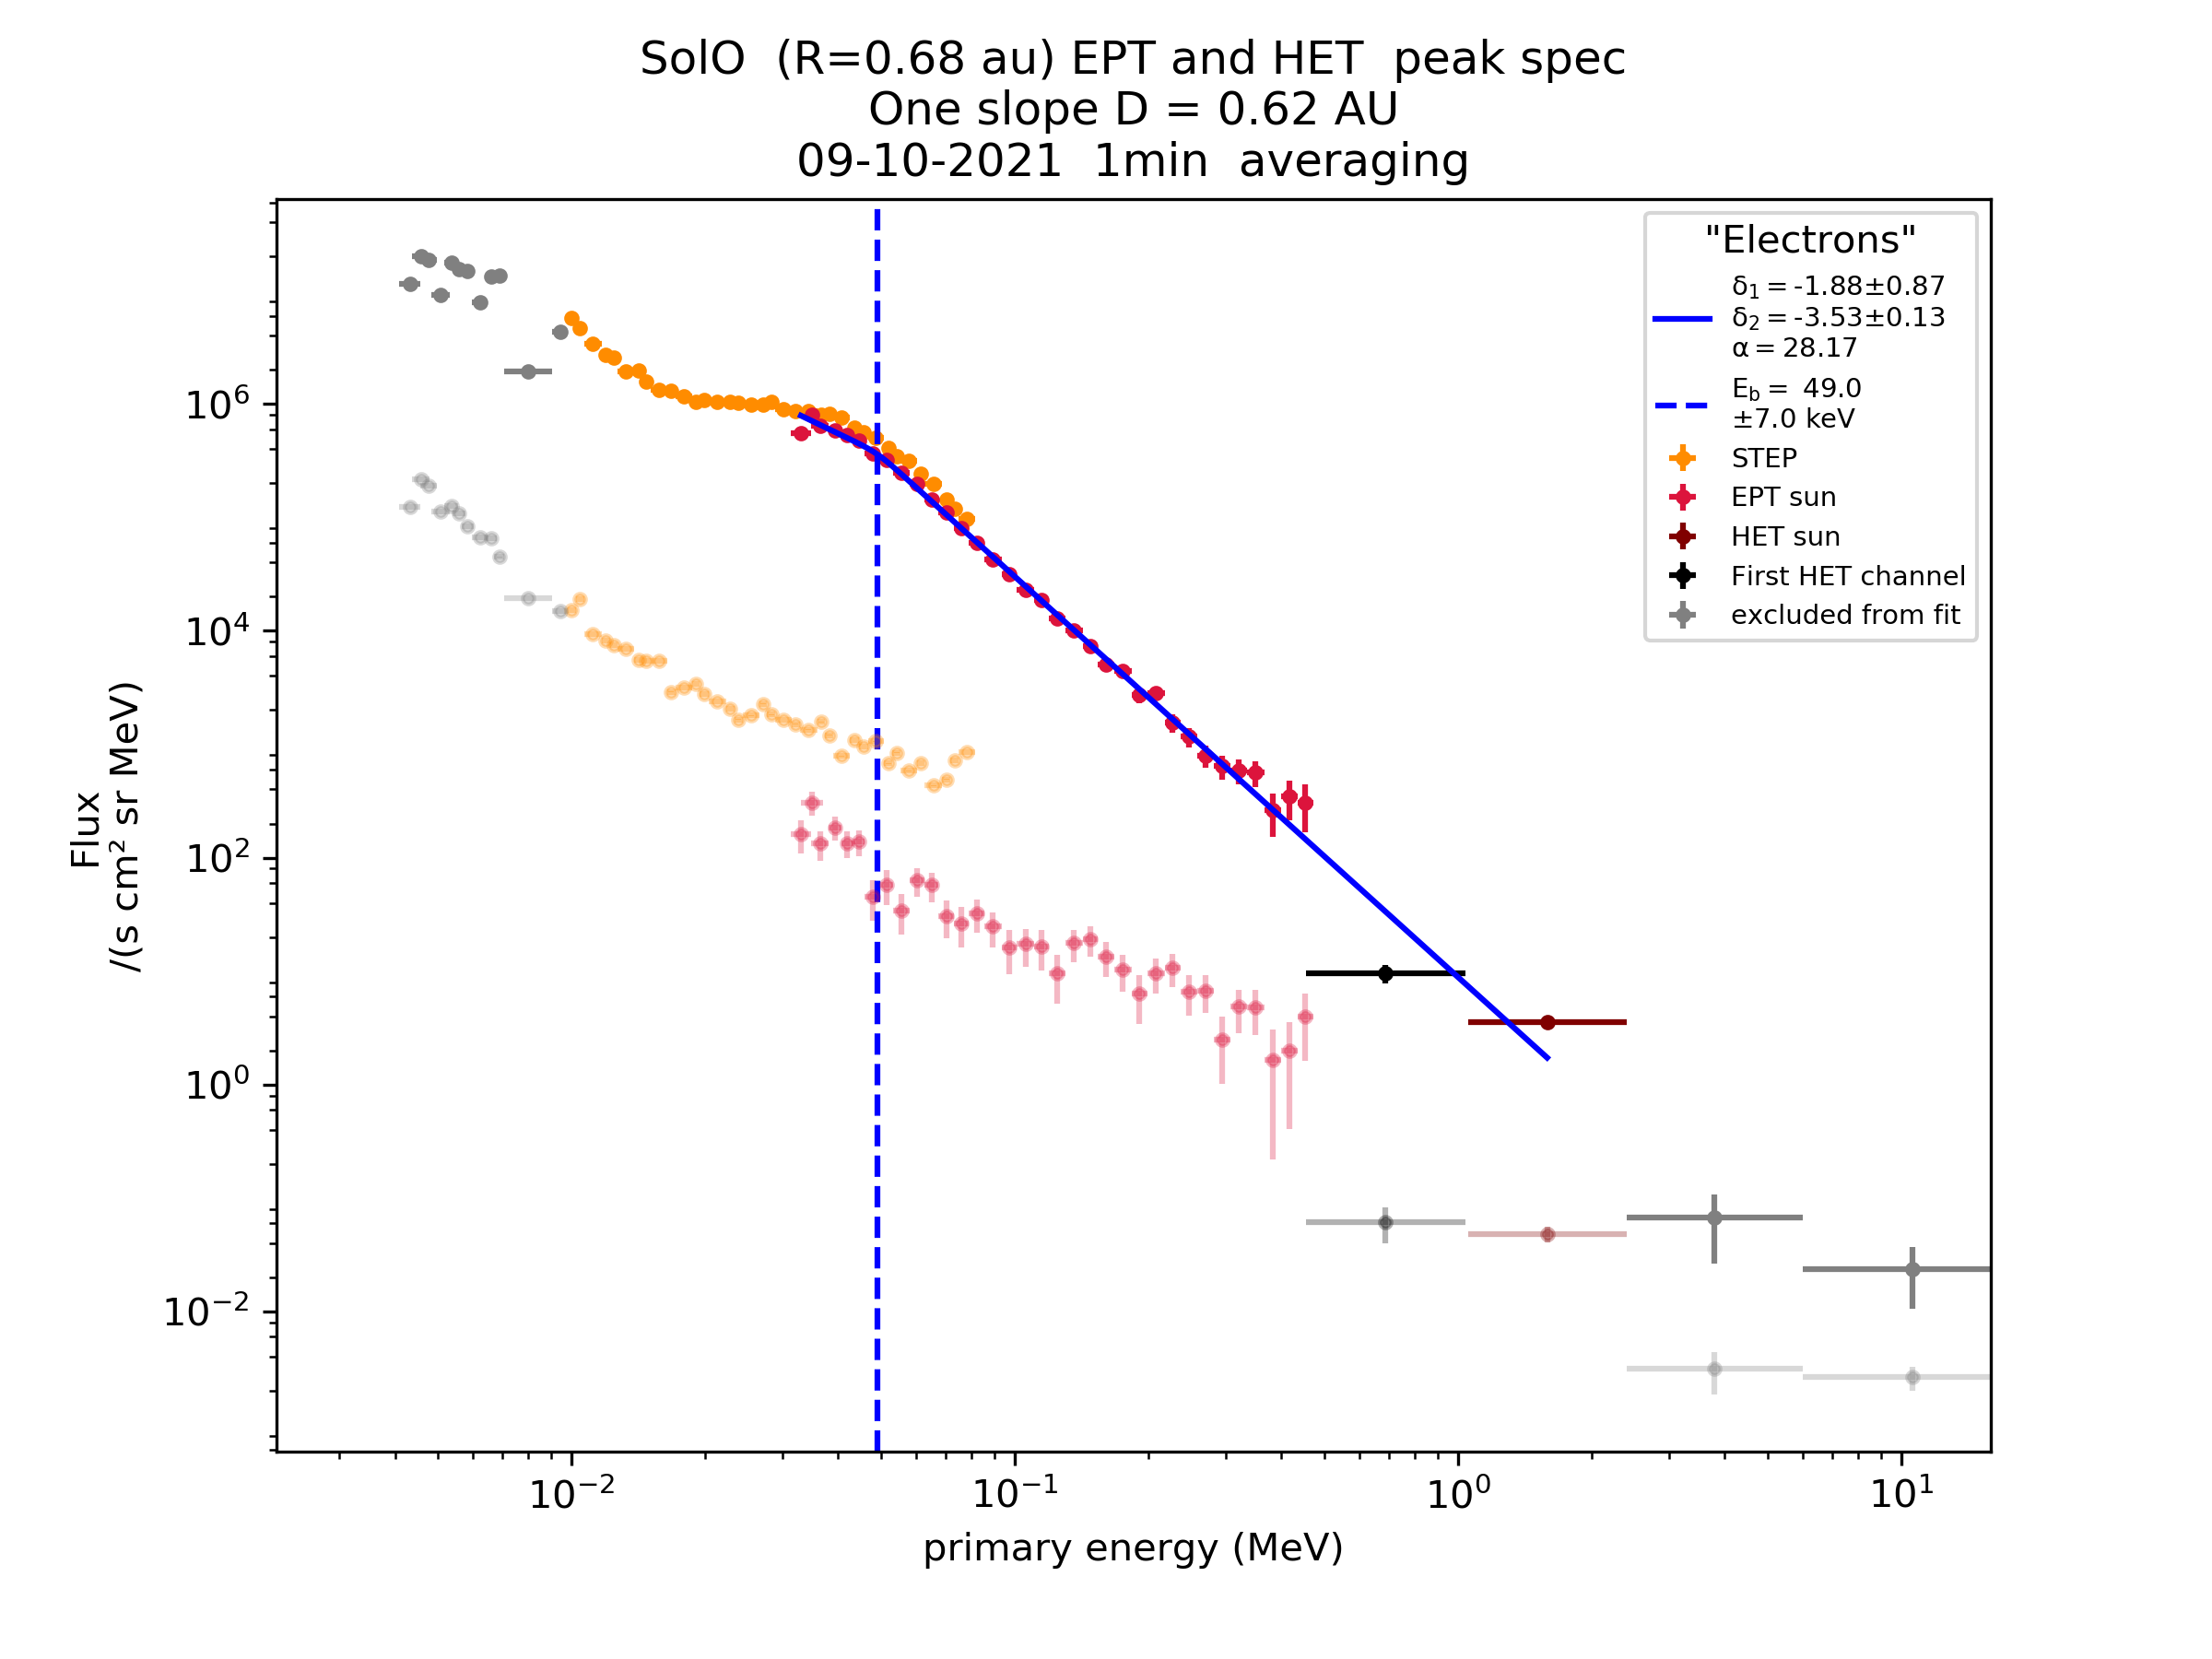 SolO  (R=0.68 au) EPT and HET  peak spec
One slope D = 0.62 AU
09-10-2021  1min  averaging
"Electrons"
δ₁ = -1.88±0.87
δ₂ = -3.53±0.13
α = 28.17
E_b =  49.0
±7.0 keV
STEP
EPT sun
HET sun
First HET channel
excluded from fit
Flux
/(s cm² sr MeV)
10⁶
10⁴
10²
10⁰
10⁻²
10⁻²
10⁻¹
10⁰
10¹
primary energy (MeV)